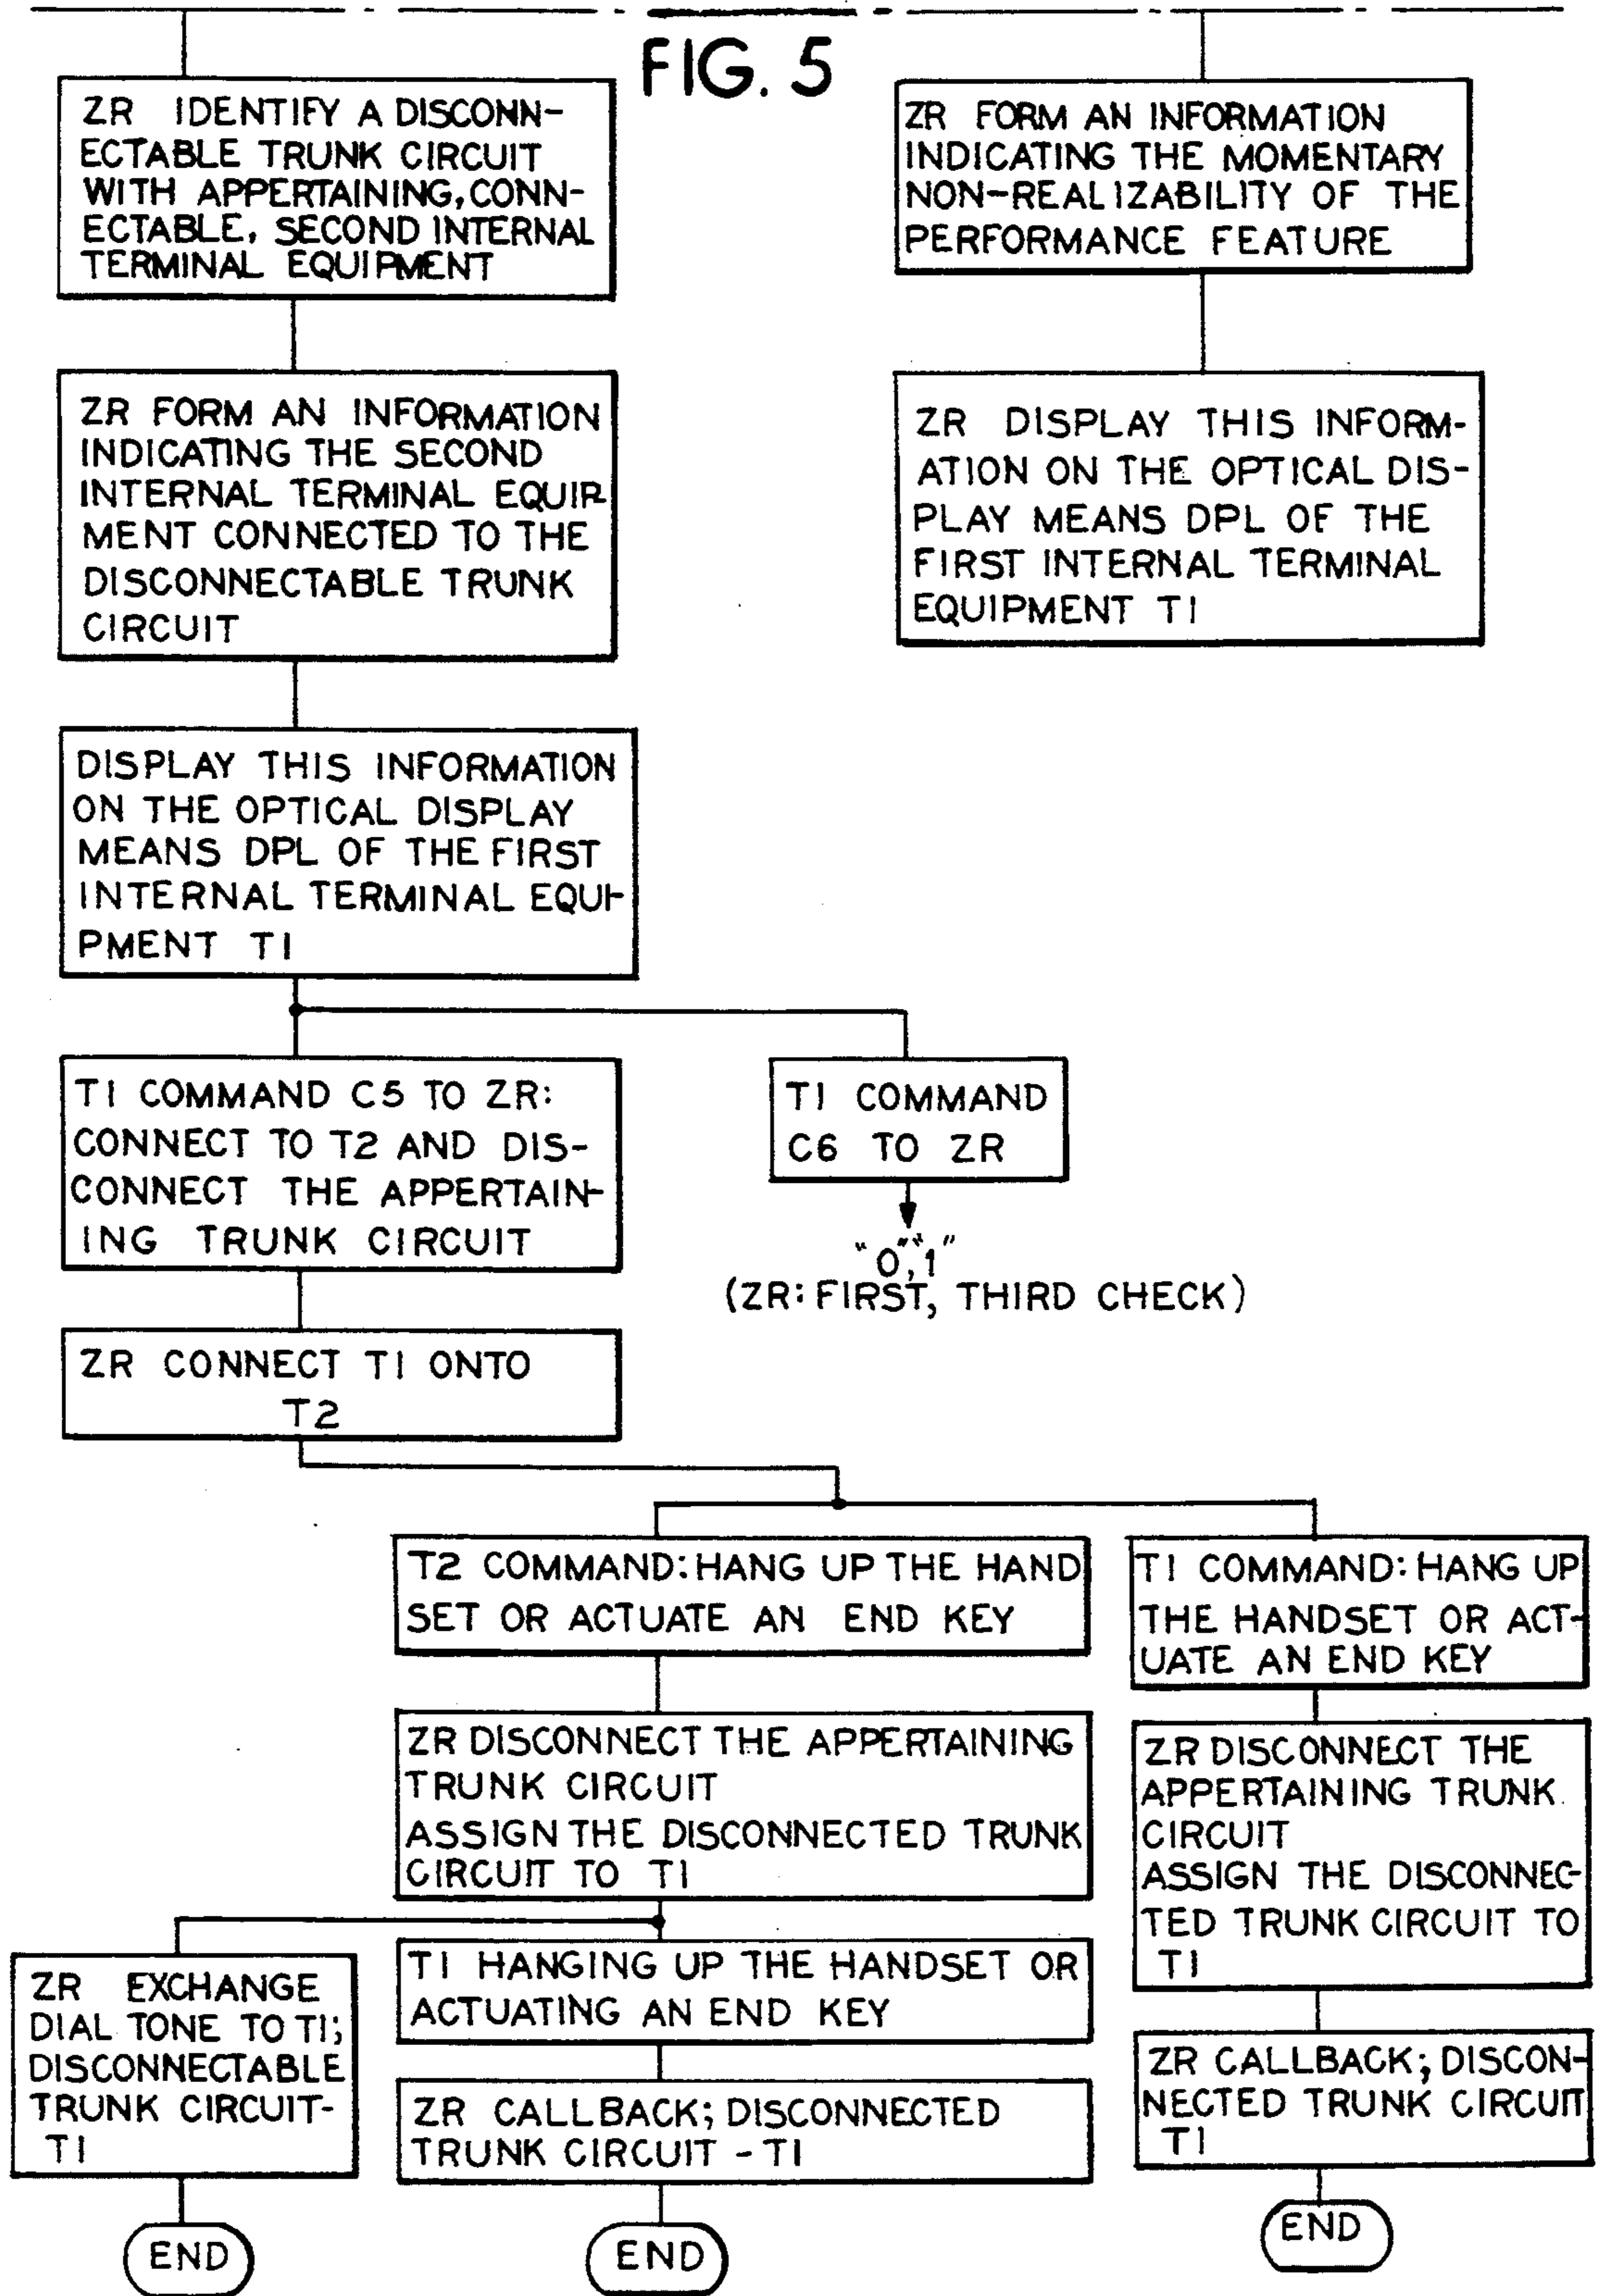 FIG. 5
ZR IDENTIFY A DISCONN-
ECTABLE TRUNK CIRCUIT
WITH APPERTAINING, CONN-
ECTABLE, SECOND INTERNAL
TERMINAL EQUIPMENT
ZR FORM AN INFORMATION
INDICATING THE MOMENTARY
NON-REALIZABILITY OF THE
PERFORMANCE FEATURE
ZR FORM AN INFORMATION
INDICATING THE SECOND
INTERNAL TERMINAL EQUIP-
MENT CONNECTED TO THE
DISCONNECTABLE TRUNK
CIRCUIT
ZR DISPLAY THIS INFORM-
ATION ON THE OPTICAL DIS-
PLAY MEANS DPL OF THE
FIRST INTERNAL TERMINAL
EQUIPMENT T1
DISPLAY THIS INFORMATION
ON THE OPTICAL DISPLAY
MEANS DPL OF THE FIRST
INTERNAL TERMINAL EQUI-
PMENT T1
T1 COMMAND C5 TO ZR:
CONNECT TO T2 AND DIS-
CONNECT THE APPERTAIN-
ING TRUNK CIRCUIT
T1 COMMAND
C6 TO ZR
"0","1"
(ZR: FIRST, THIRD CHECK)
ZR CONNECT T1 ONTO
T2
T2 COMMAND: HANG UP THE HAND
SET OR ACTUATE AN END KEY
T1 COMMAND: HANG UP
THE HANDSET OR ACT-
UATE AN END KEY
ZR DISCONNECT THE APPERTAINING
TRUNK CIRCUIT
ASSIGN THE DISCONNECTED TRUNK
CIRCUIT TO T1
ZR DISCONNECT THE
APPERTAINING TRUNK
CIRCUIT
ASSIGN THE DISCONNEC-
TED TRUNK CIRCUIT TO
T1
ZR EXCHANGE
DIAL TONE TO T1;
DISCONNECTABLE
TRUNK CIRCUIT-
T1
T1 HANGING UP THE HANDSET OR
ACTUATING AN END KEY
ZR CALLBACK; DISCONNECTED
TRUNK CIRCUIT - T1
ZR CALLBACK; DISCON-
NECTED TRUNK CIRCUIT
T1
END
END
END